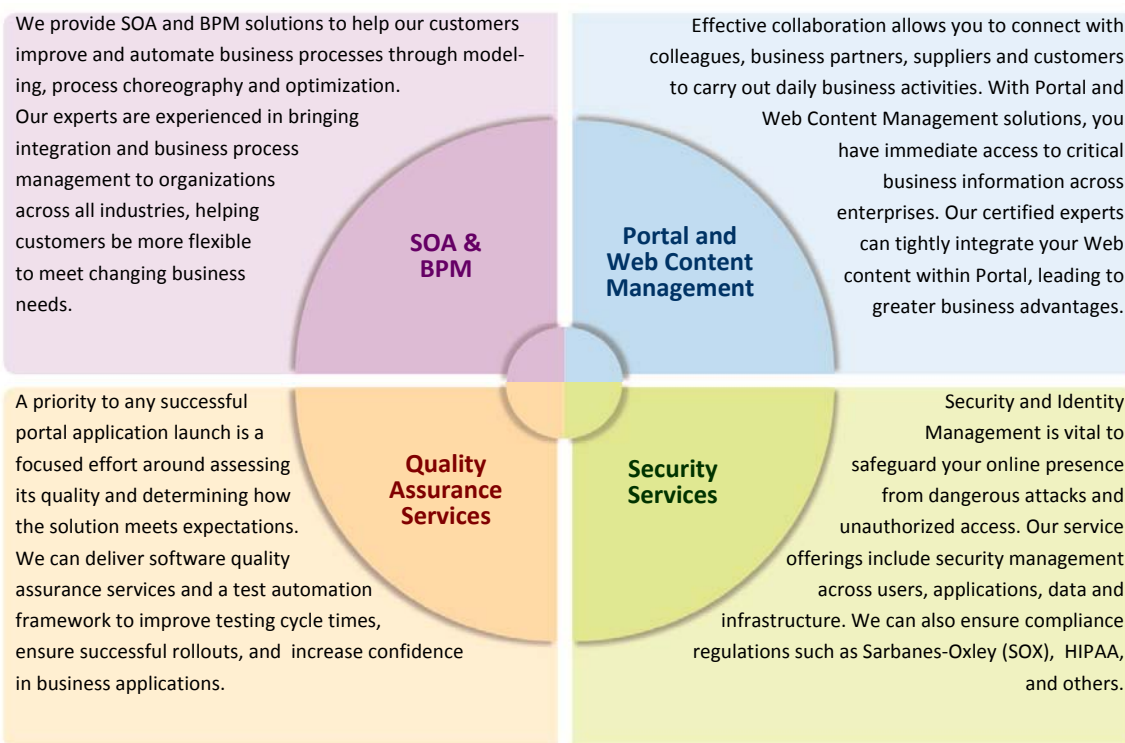 We provide SOA and BPM solutions to help our customers
improve and automate business processes through model-
ing, process choreography and optimization.
Our experts are experienced in bringing
integration and business process
management to organizations
across all industries, helping
customers be more flexible
to meet changing business
needs.
SOA &
BPM
Effective collaboration allows you to connect with
colleagues, business partners, suppliers and customers
to carry out daily business activities. With Portal and
Web Content Management solutions, you
have immediate access to critical
business information across
enterprises. Our certified experts
can tightly integrate your Web
content within Portal, leading to
greater business advantages.
Portal and
Web Content
Management
A priority to any successful
portal application launch is a
focused effort around assessing
its quality and determining how
the solution meets expectations.
We can deliver software quality
assurance services and a test automation
framework to improve testing cycle times,
ensure successful rollouts, and  increase confidence
in business applications.
Quality
Assurance
Services
Security
Services
Security and Identity
Management is vital to
safeguard your online presence
from dangerous attacks and
unauthorized access. Our service
offerings include security management
across users, applications, data and
infrastructure. We can also ensure compliance
regulations such as Sarbanes-Oxley (SOX),  HIPAA,
and others.